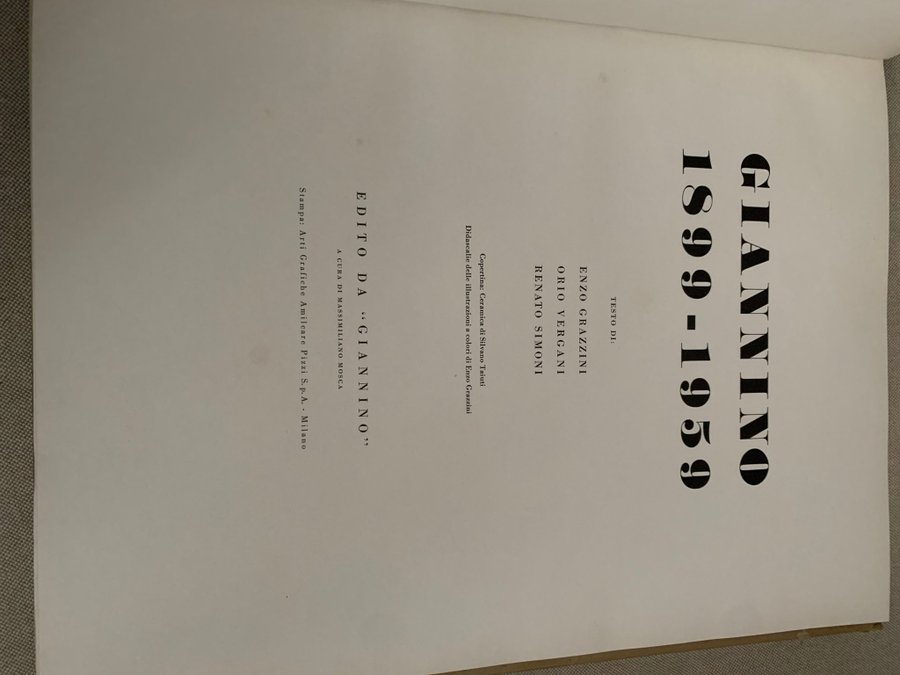 GIANNINO
1899-1959
TESTO DI:
ENZO GRAZZINI
ORIO VERGANI
RENATO SIMONI
Copertina: Ceramica di Silvano Taiuti
Didascalie delle illustrazioni a colori di Enzo Grazzini
EDITO DA “GIANNINO”
A CURA DI MASSIMILIANO MOSCA
Stampa: Arti Grafiche Amilcare Pizzi S.p.A. - Milano